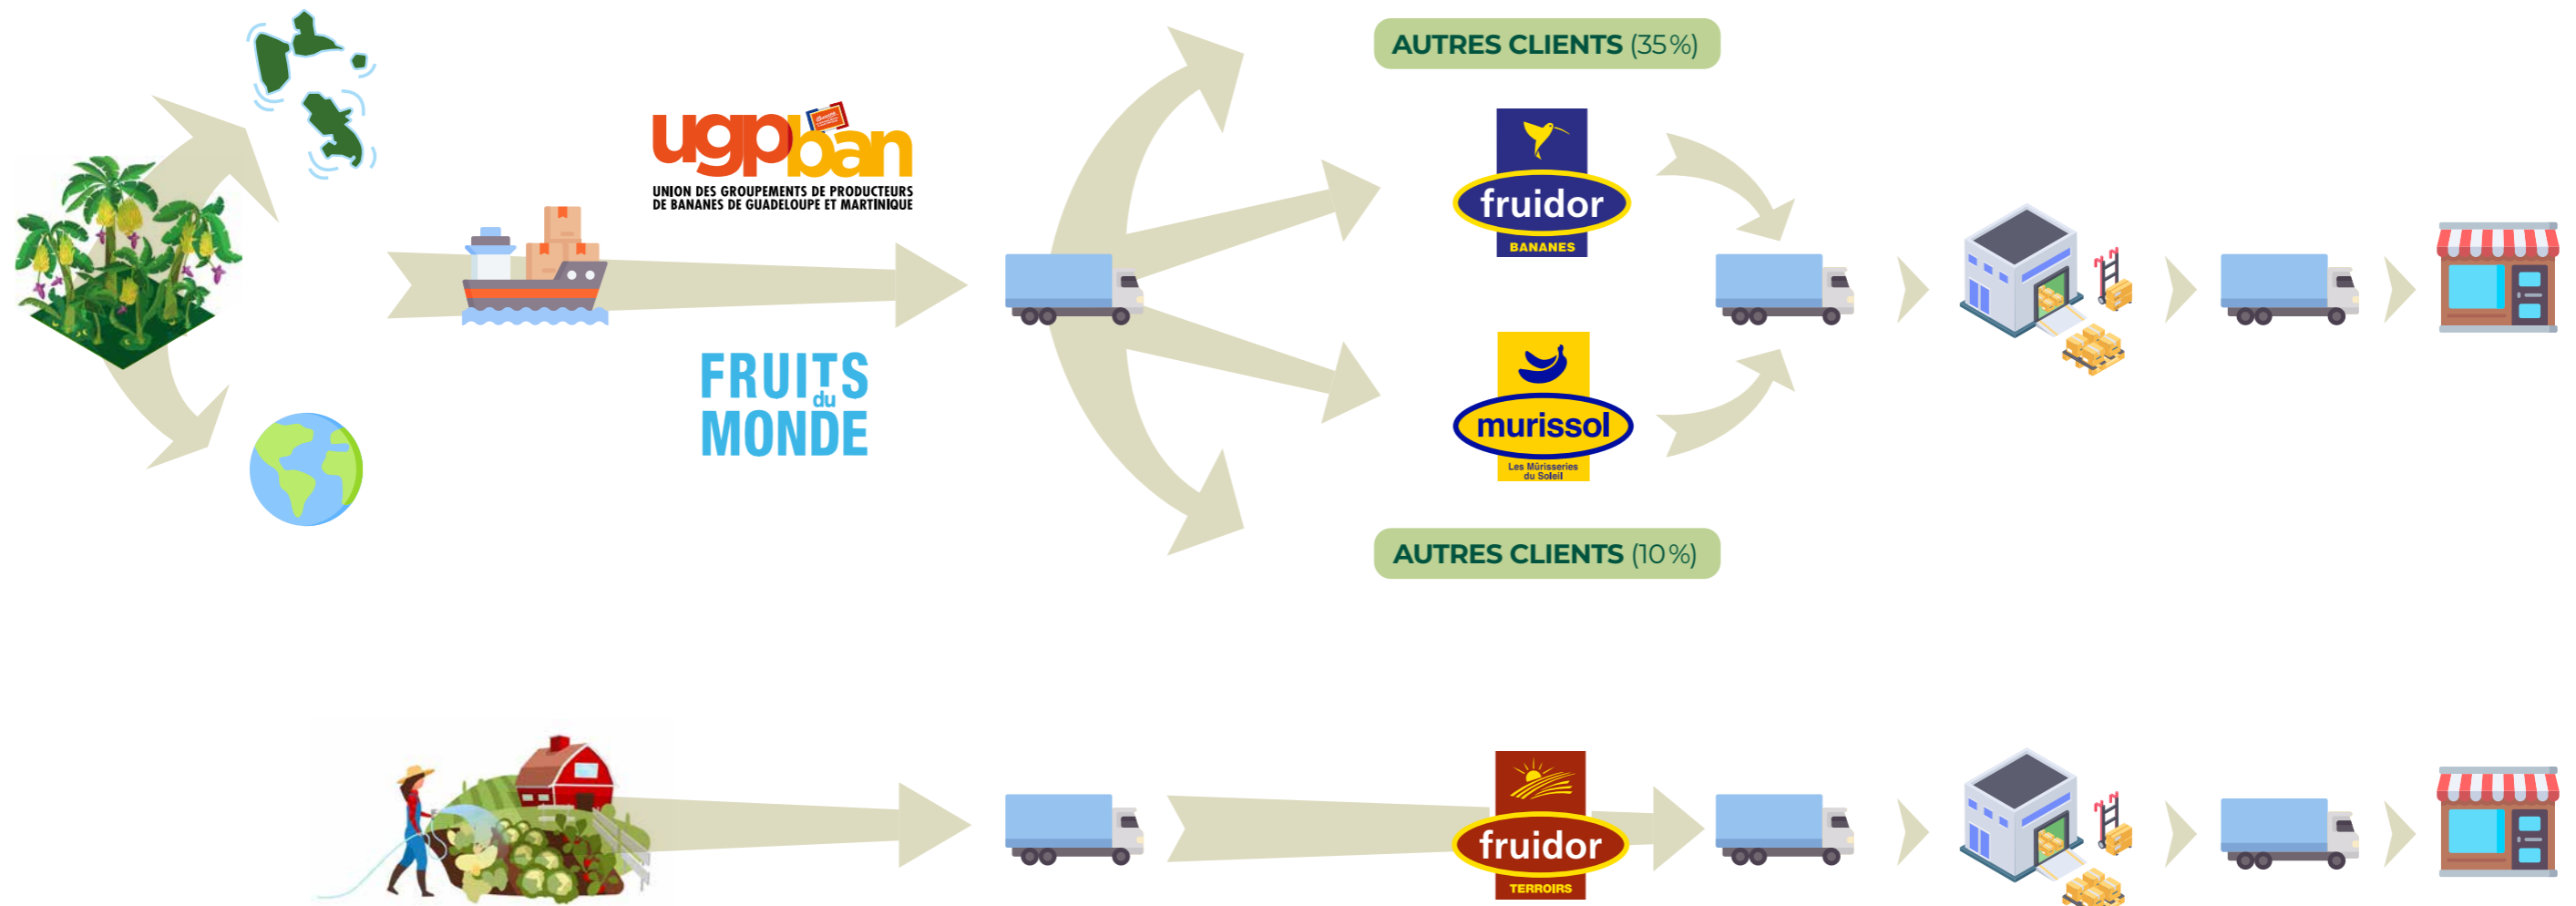 AUTRES CLIENTS (35%)
ugpban
UNION DES GROUPEMENTS DE PRODUCTEURS
DE BANANES DE GUADELOUPE ET MARTINIQUE
fruidor
BANANES
FRUITS
du
MONDE
murissol
Les Mûrisseries
du Soleil
AUTRES CLIENTS (10%)
fruidor
TERROIRS